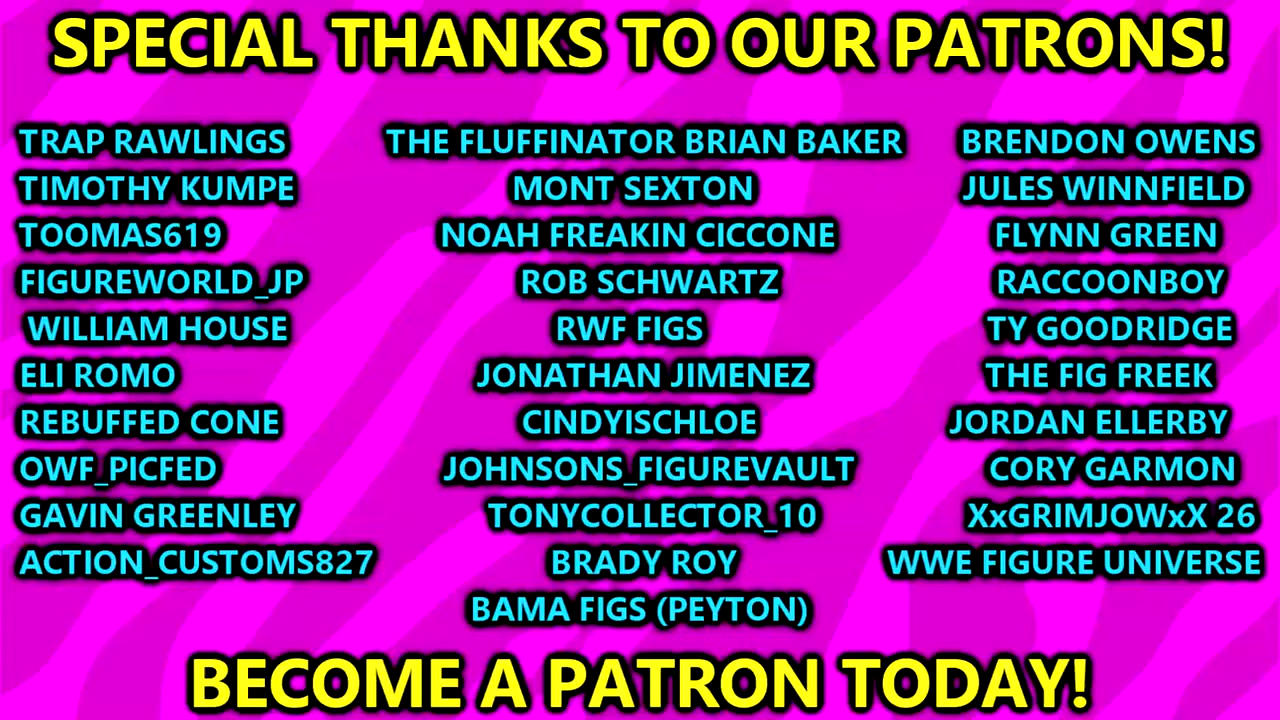 SPECIAL THANKS TO OUR PATRONS!
TRAP RAWLINGS
TIMOTHY KUMPE
TOOMAS619
FIGUREWORLD_JP
WILLIAM HOUSE
ELI ROMO
REBUFFED CONE
OWF_PICFED
GAVIN GREENLEY
ACTION_CUSTOMS827
THE FLUFFINATOR BRIAN BAKER
MONT SEXTON
NOAH FREAKIN CICCONE
ROB SCHWARTZ
RWF FIGS
JONATHAN JIMENEZ
CINDYISCHLOE
JOHNSONS_FIGUREVAULT
TONYCOLLECTOR_10
BRADY ROY
BAMA FIGS (PEYTON)
BRENDON OWENS
JULES WINNFIELD
FLYNN GREEN
RACCOONBOY
TY GOODRIDGE
THE FIG FREEK
JORDAN ELLERBY
CORY GARMON
XxGRIMJOWxX 26
WWE FIGURE UNIVERSE
BECOME A PATRON TODAY!